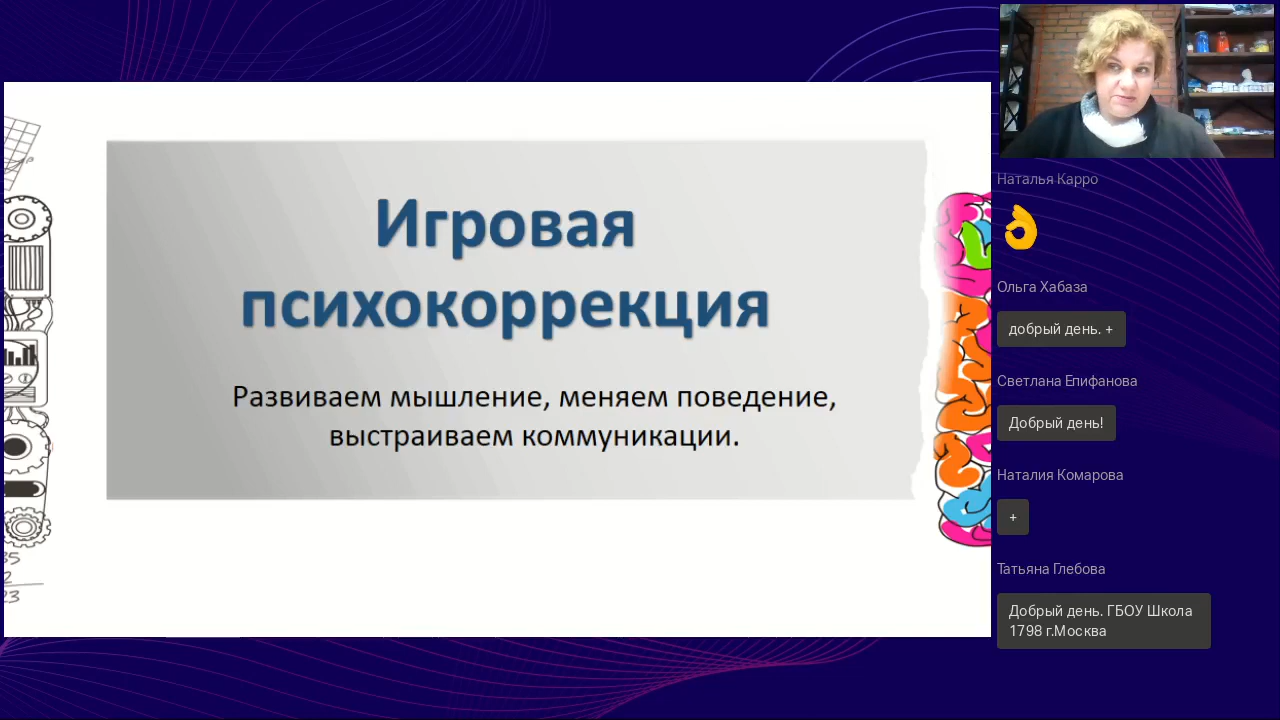 Игровая
психокоррекция
Развиваем мышление, меняем поведение,
выстраиваем коммуникации.
Наталья Карро
Ольга Хабаза
добрый день. +
Светлана Епифанова
Добрый день!
Наталия Комарова
+
Татьяна Глебова
Добрый день. ГБОУ Школа
1798 г.Москва